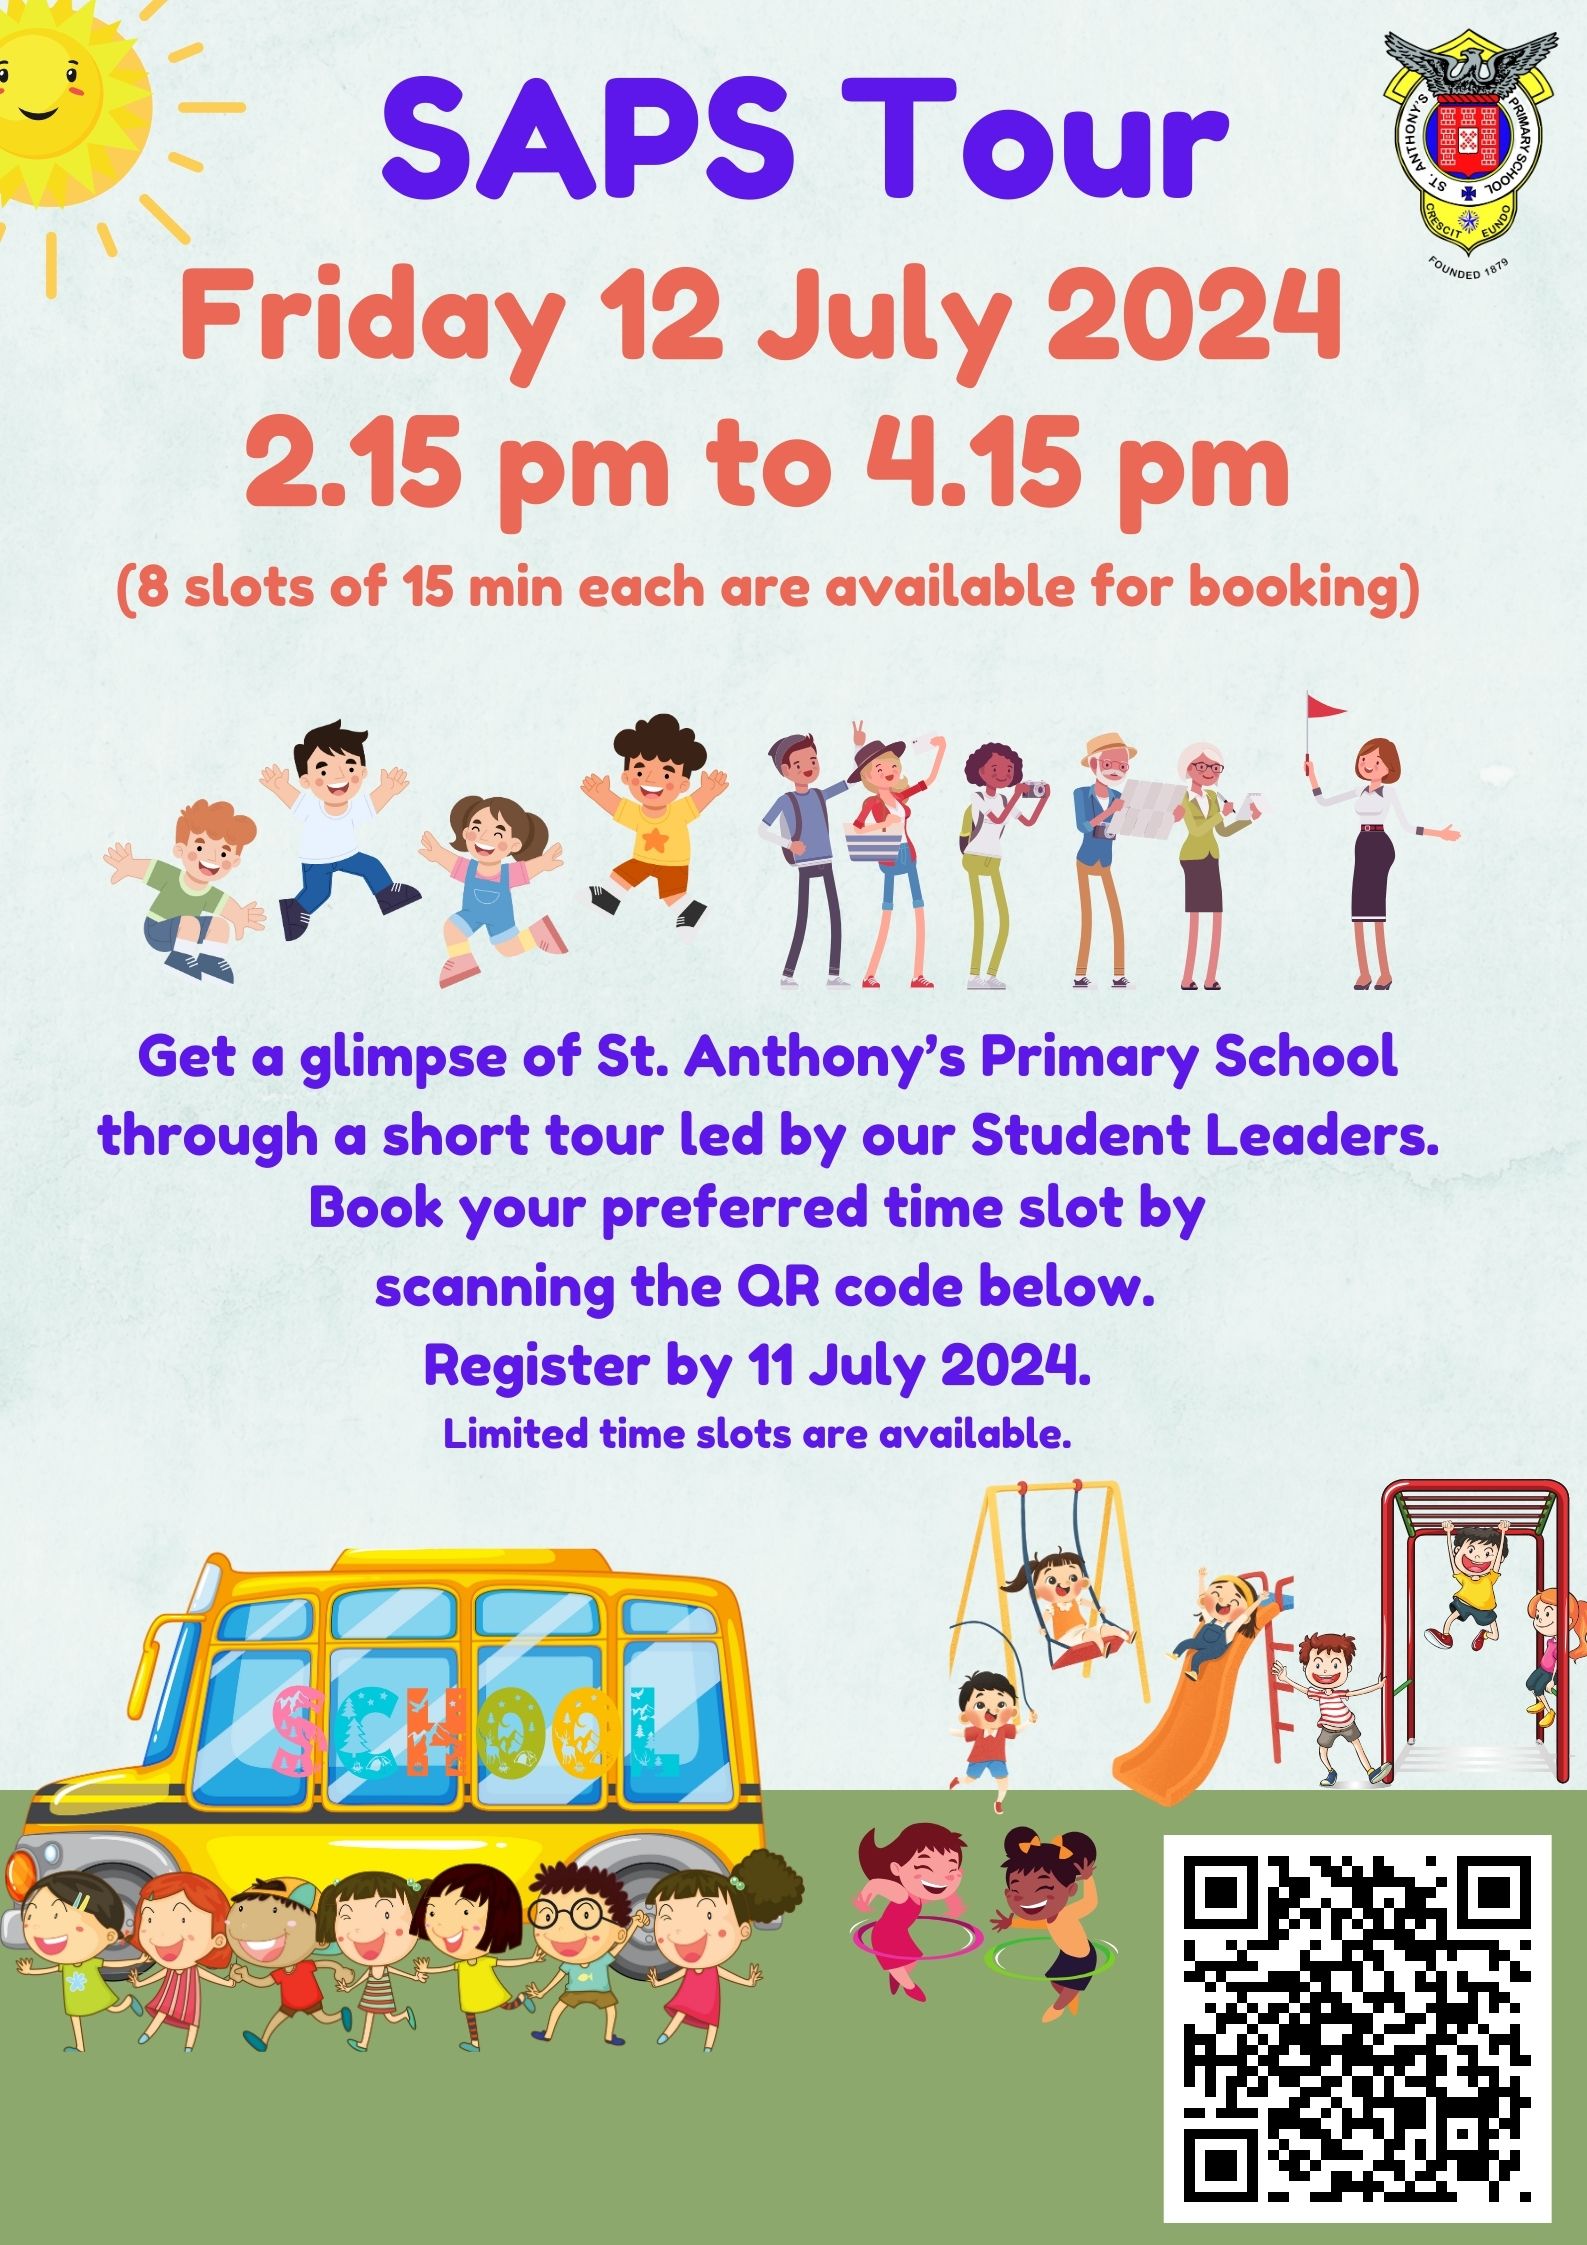 SAPS Tour
ST. ANTHONY'S PRIMARY SCHOOL
CRESCIT EUNDO
FOUNDED 1879
Friday 12 July 2024
2.15 pm to 4.15 pm
(8 slots of 15 min each are available for booking)
Get a glimpse of St. Anthony’s Primary School
through a short tour led by our Student Leaders.
Book your preferred time slot by
scanning the QR code below.
Register by 11 July 2024.
Limited time slots are available.
SCHOOL